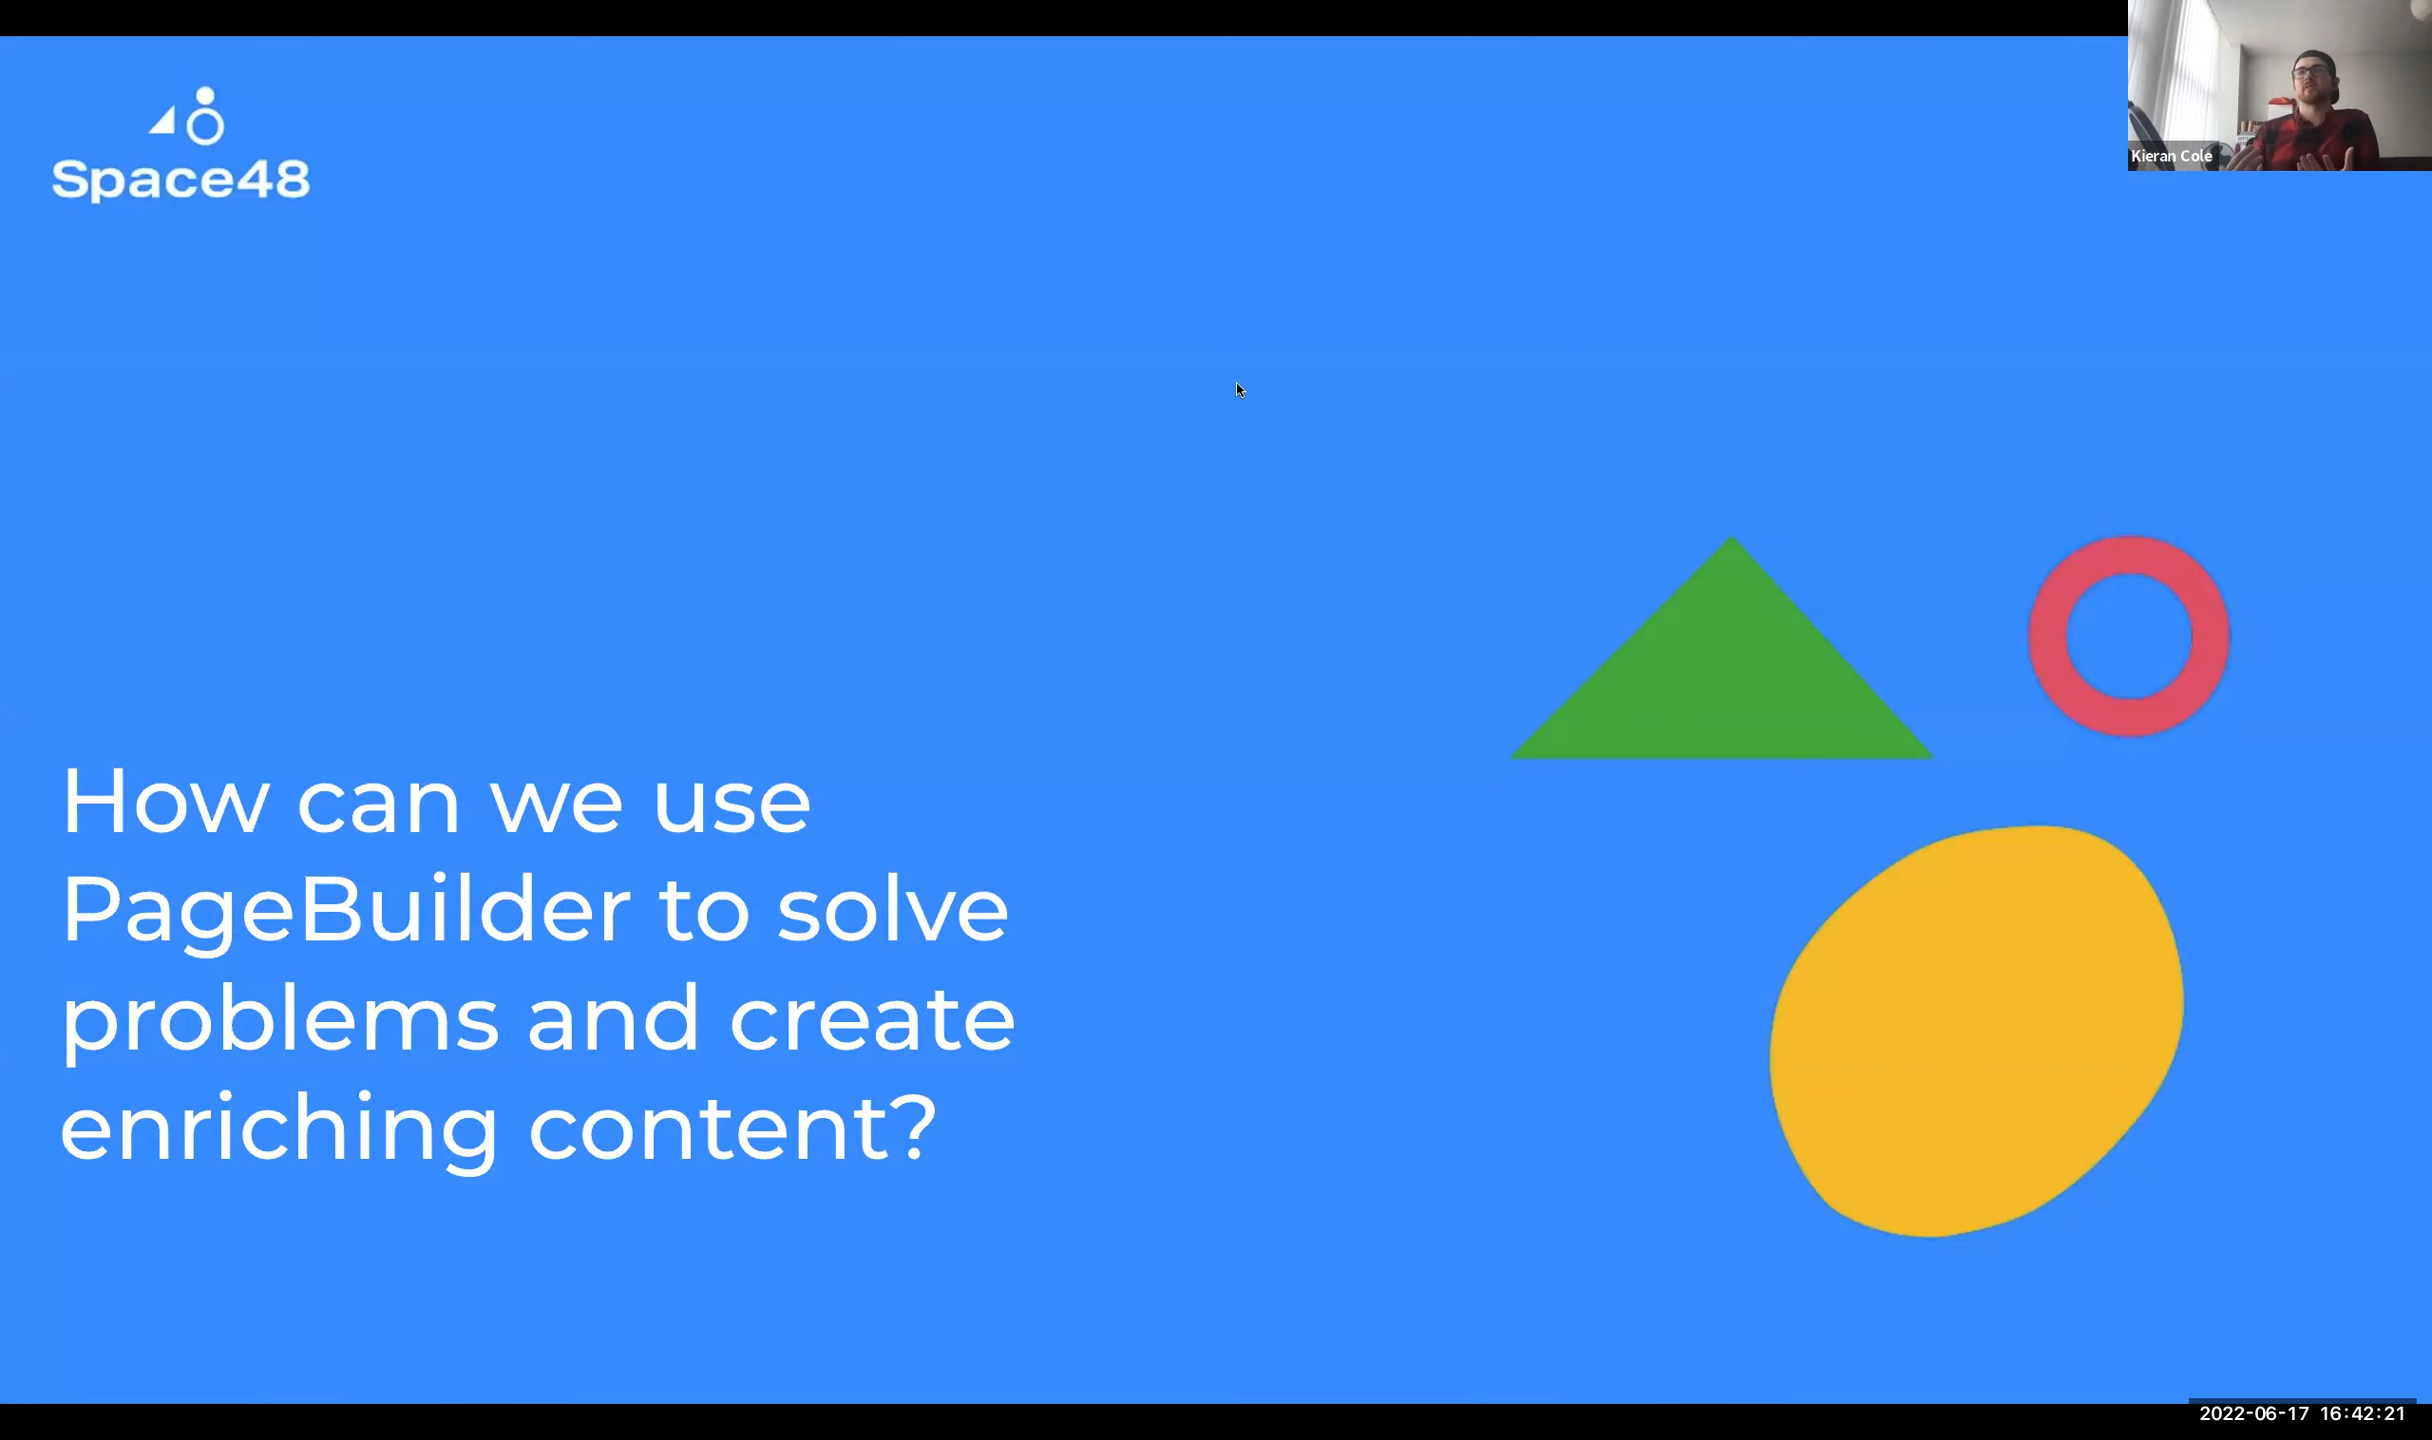 Space48
Kieran Cole
How can we use
PageBuilder to solve
problems and create
enriching content?
2022-06-17 16:42:21